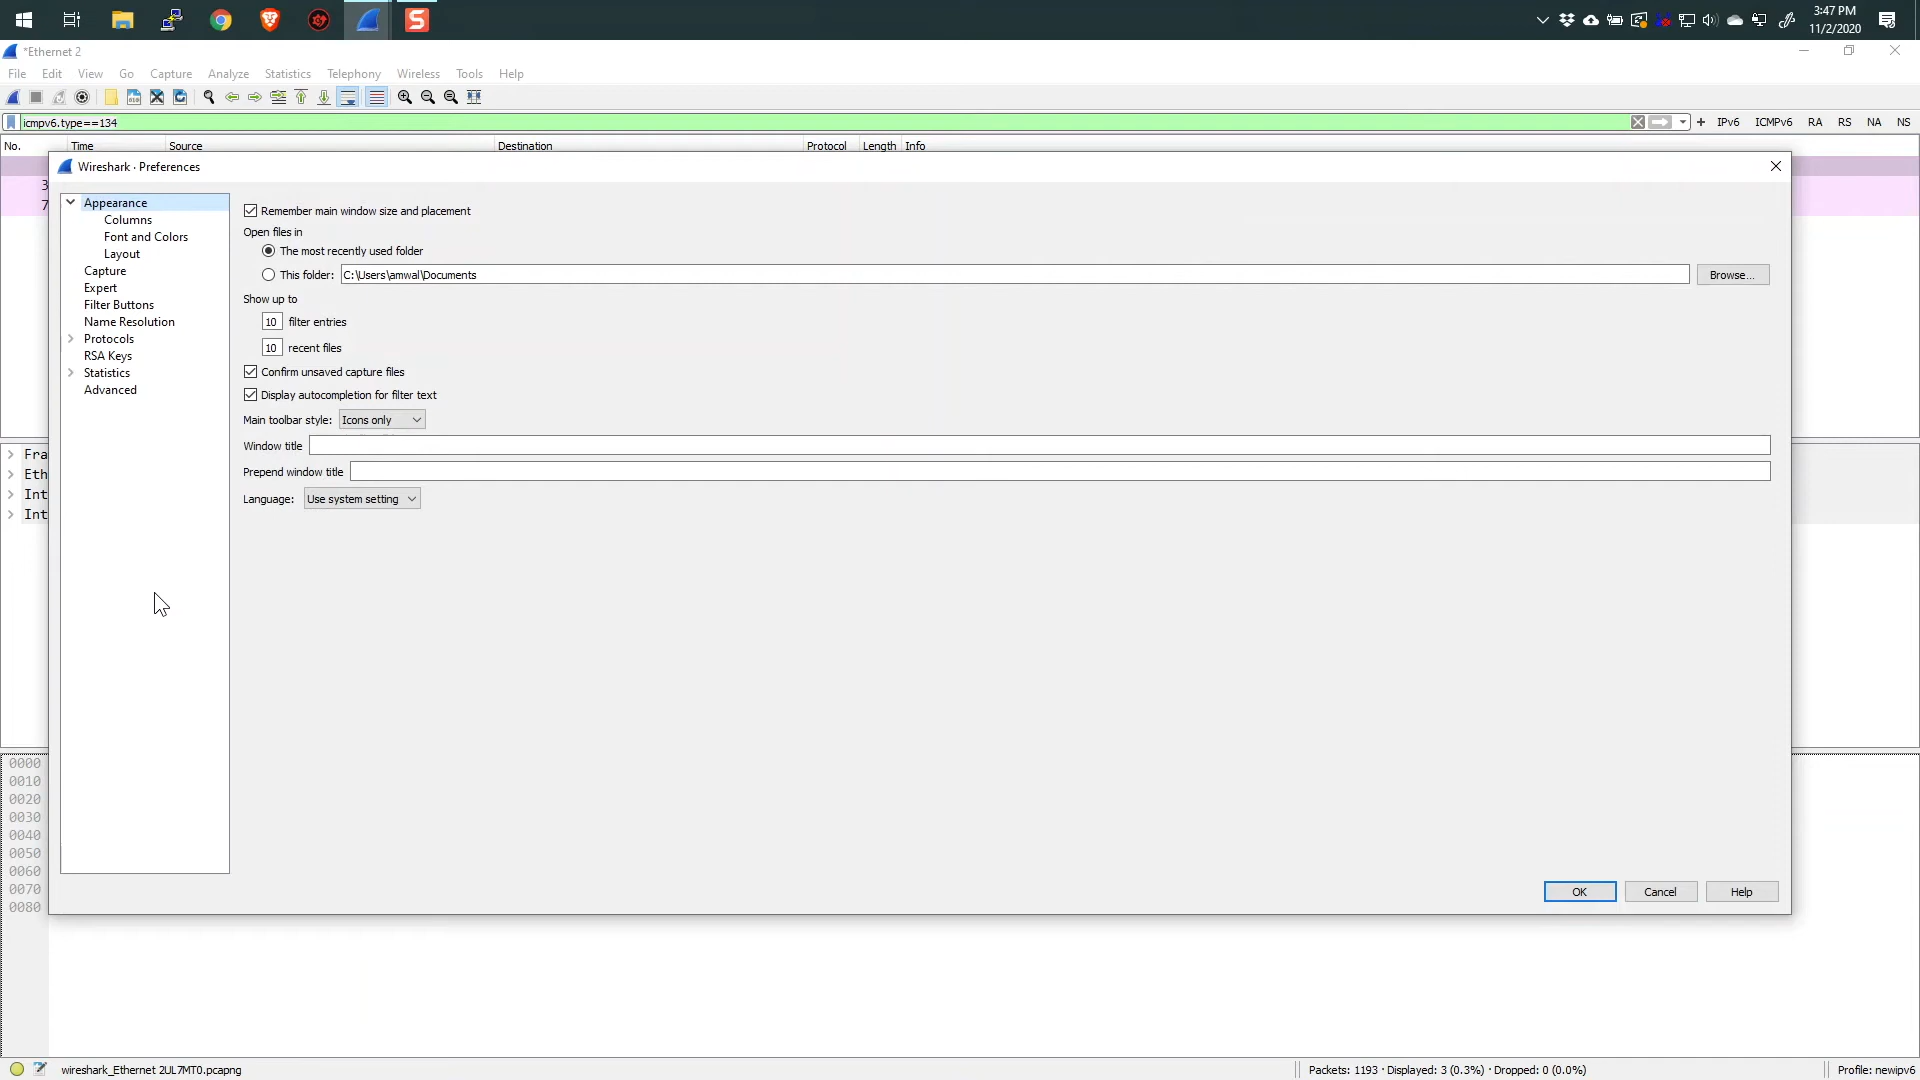 3:47 PM
11/2/2020
*Ethernet 2
File Edit View Go Capture Analyze Statistics Telephony Wireless Tools Help
icmpv6.type==134
+ IPv6 ICMPv6 RA RS NA NS
No. Time Source Destination Protocol Length Info
Wireshark · Preferences
3
7
Appearance
Columns
Font and Colors
Layout
Capture
Expert
Filter Buttons
Name Resolution
Protocols
RSA Keys
Statistics
Advanced
Remember main window size and placement
Open files in
The most recently used folder
This folder: C:\Users\amwal\Documents Browse...
Show up to
10 filter entries
10 recent files
Confirm unsaved capture files
Display autocompletion for filter text
Main toolbar style: Icons only
Window title
Prepend window title
Language: Use system setting
Fra
Eth
Int
Int
0000
0010
0020
0030
0040
0050
0060
0070
0080
OK Cancel Help
wireshark_Ethernet 2UL7MT0.pcapng
Packets: 1193 · Displayed: 3 (0.3%) · Dropped: 0 (0.0%)
Profile: newipv6